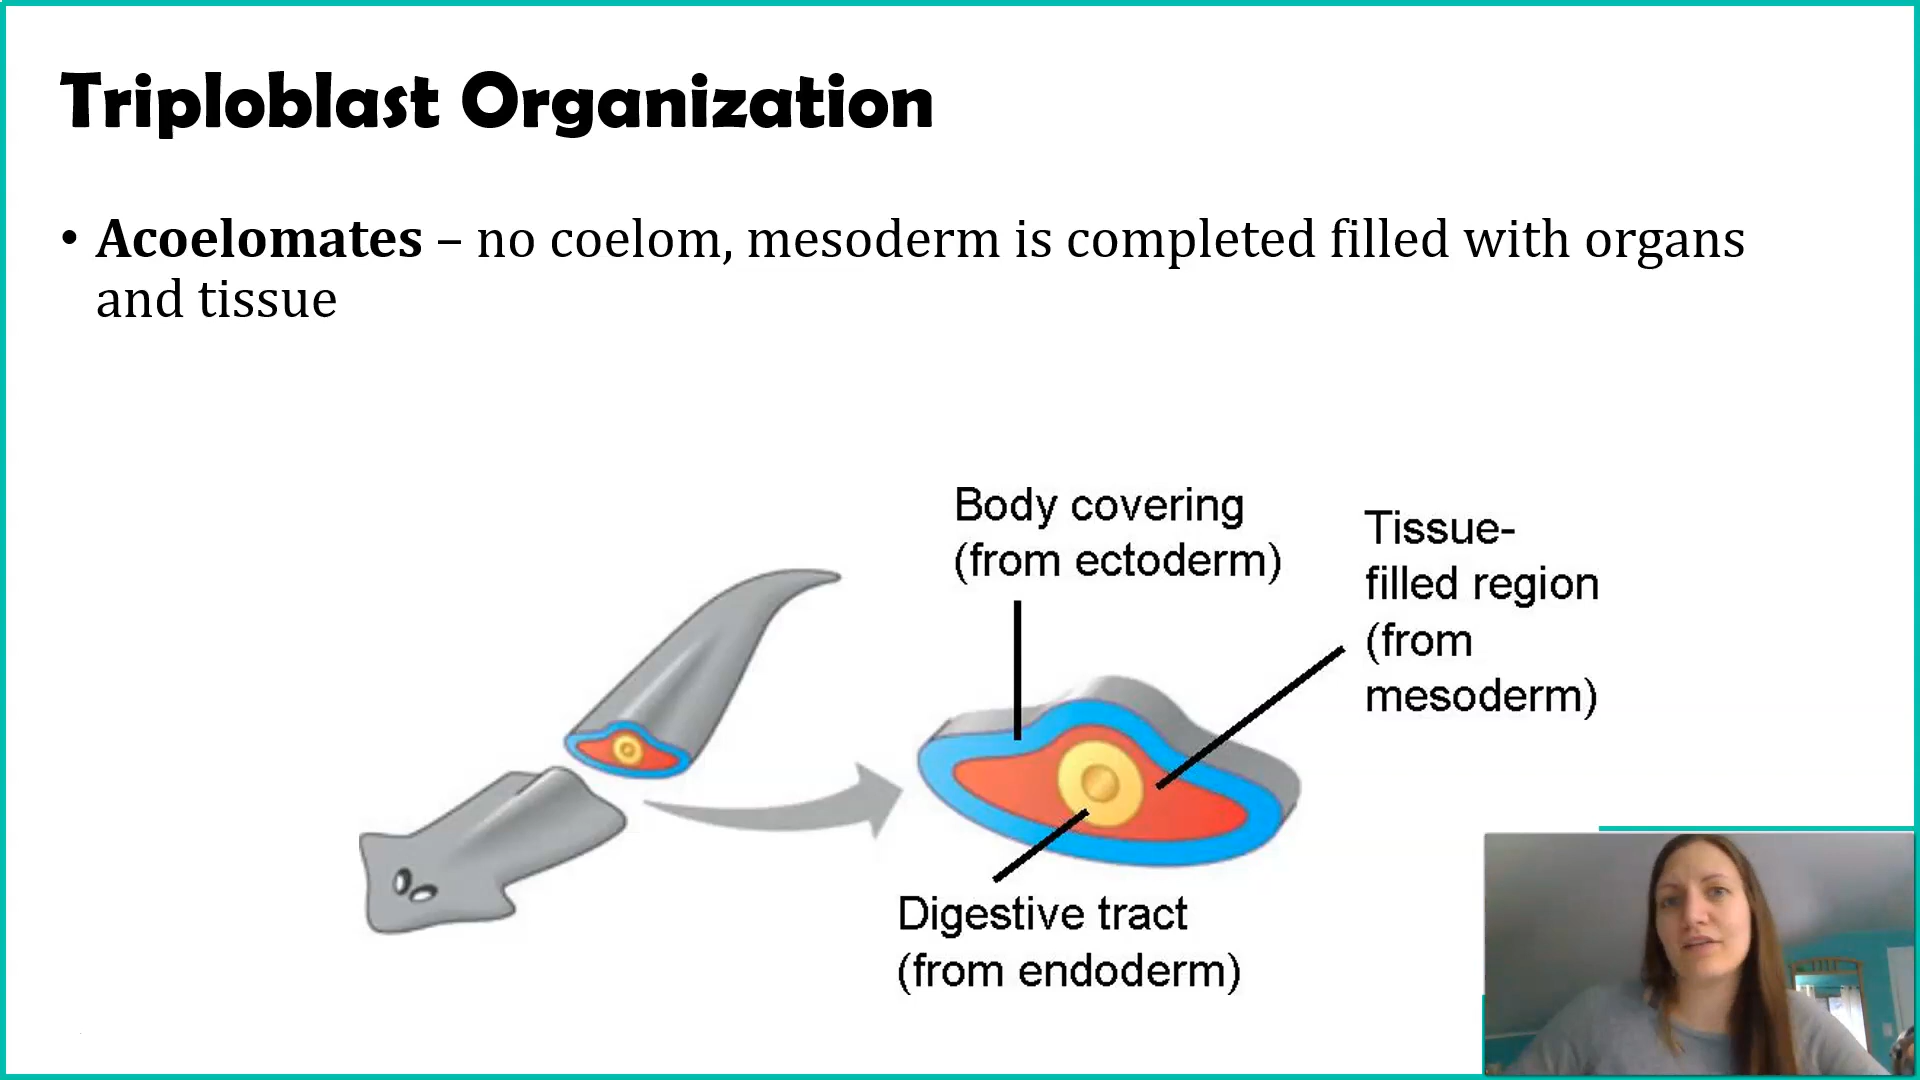 Triploblast Organization
• Acoelomates – no coelom, mesoderm is completed filled with organs
and tissue
Body covering
(from ectoderm)
Tissue-
filled region
(from
mesoderm)
Digestive tract
(from endoderm)